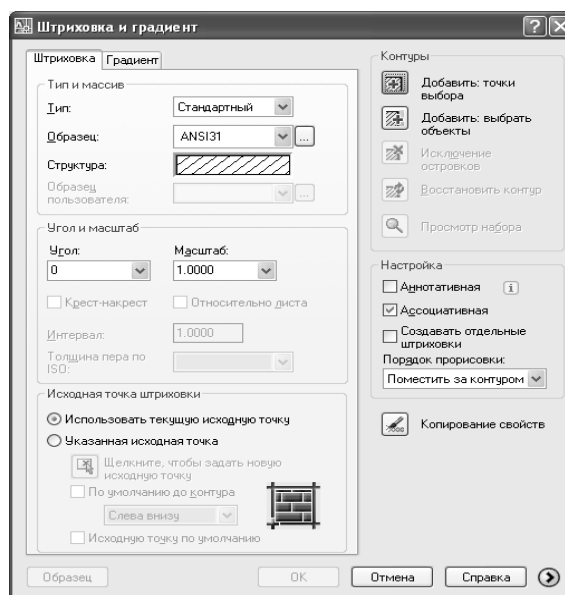 Штриховка и градиент
Штриховка Градиент
Тип и массив
Тип: Стандартный
Образец: ANSI31 ...
Структура:
Образец пользователя: ...
Угол и масштаб
Угол: Масштаб:
0 1.0000
Крест-накрест Относительно листа
Интервал: 1.0000
Толщина пера по ISO:
Исходная точка штриховки
Использовать текущую исходную точку
Указанная исходная точка
Щелкните, чтобы задать новую
исходную точку
По умолчанию до контура
Слева внизу
Исходную точку по умолчанию
Контуры
Добавить: точки
выбора
Добавить: выбрать
объекты
Исключение
островков
Восстановить контур
Просмотр набора
Настройка
Аннотативная i
Ассоциативная
Создавать отдельные
штриховки
Порядок прорисовки:
Поместить за контуром
Копирование свойств
Образец OK Отмена Справка